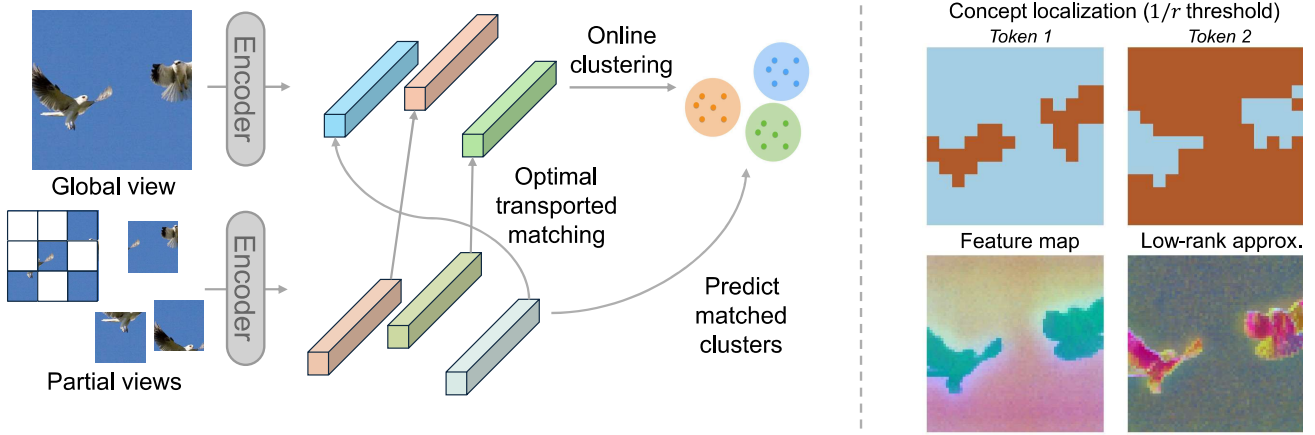 Global view
Encoder
Partial views
Encoder
Online
clustering
Optimal
transported
matching
Predict
matched
clusters
Concept localization (1/r threshold)
Token 1
Token 2
Feature map
Low-rank approx.